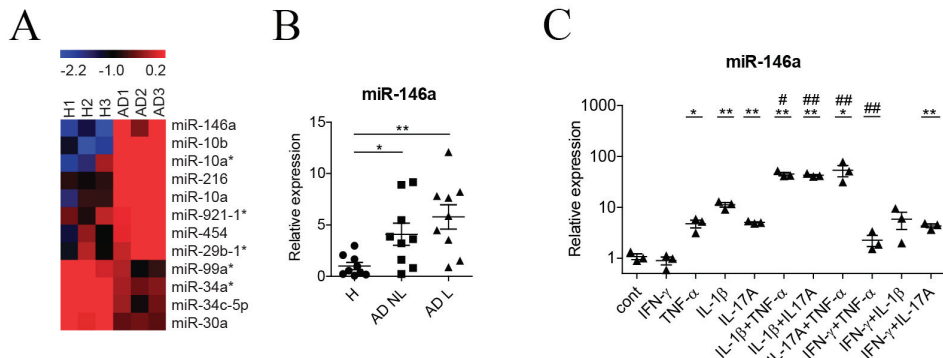 A
-2.2 -1.0 0.2
H1 H2 H3 AD1 AD2 AD3
miR-146a
miR-10b
miR-10a*
miR-216
miR-10a
miR-921-1*
miR-454
miR-29b-1*
miR-99a*
miR-34a*
miR-34c-5p
miR-30a
B
miR-146a
Relative expression
15
10
5
0
**
*
H AD NL AD L
C
miR-146a
Relative expression
1000
100
10
1
# ## ## ##
* ** ** ** ** * **
cont
IFN-γ
TNF-α
IL-1β
IL-17A
IL-1β+TNF-α
IL-1β+IL17A
IL-17A+TNF-α
IFN-γ+TNF-α
IFN-γ+IL-1β
IFN-γ+IL-17A